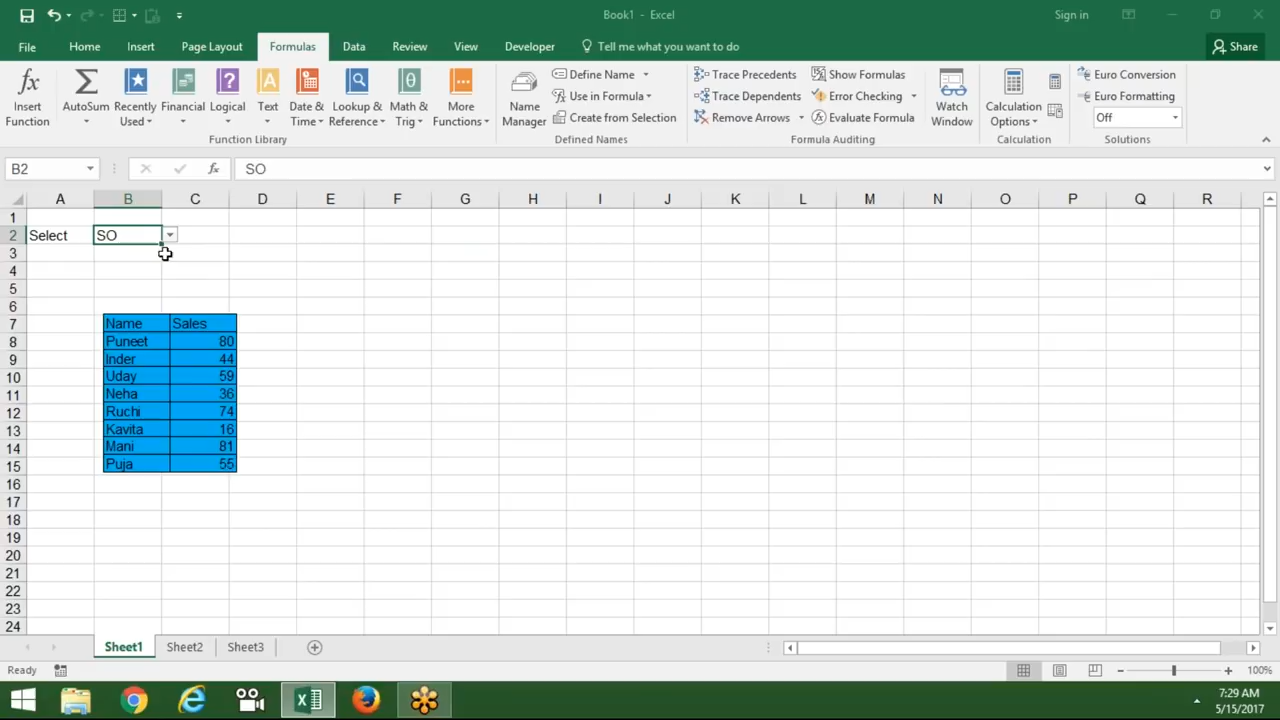 Book1 - Excel
Sign in
File Home Insert Page Layout Formulas Data Review View Developer Tell me what you want to do Share
Insert Function
AutoSum
Recently Used
Financial
Logical
Text
Date & Time
Lookup & Reference
Math & Trig
More Functions
Function Library
Name Manager
Define Name
Use in Formula
Create from Selection
Defined Names
Trace Precedents
Trace Dependents
Remove Arrows
Show Formulas
Error Checking
Evaluate Formula
Formula Auditing
Watch Window
Calculation Options
Calculation
Euro Conversion
Euro Formatting
Off
Solutions
B2 fx SO
A B C D E F G H I J K L M N O P Q R
1
2 Select SO
3
4
5
6
7 Name Sales
8 Puneet 80
9 Inder 44
10 Uday 59
11 Neha 36
12 Ruchi 74
13 Kavita 16
14 Mani 81
15 Puja 55
16
17
18
19
20
21
22
23
24
Sheet1 Sheet2 Sheet3
Ready 100%
7:29 AM
5/15/2017